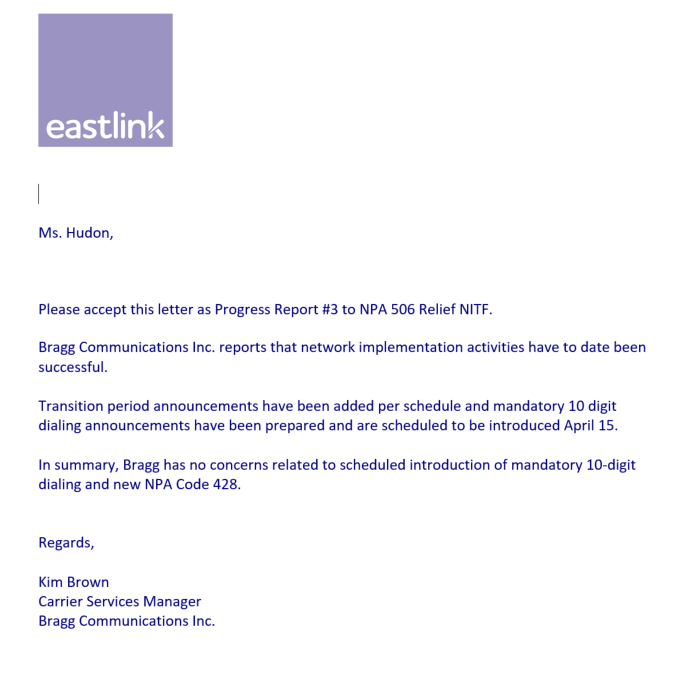 eastlink
Ms. Hudon,
Please accept this letter as Progress Report #3 to NPA 506 Relief NITF.
Bragg Communications Inc. reports that network implementation activities have to date been
successful.
Transition period announcements have been added per schedule and mandatory 10 digit
dialing announcements have been prepared and are scheduled to be introduced April 15.
In summary, Bragg has no concerns related to scheduled introduction of mandatory 10-digit
dialing and new NPA Code 428.
Regards,
Kim Brown
Carrier Services Manager
Bragg Communications Inc.